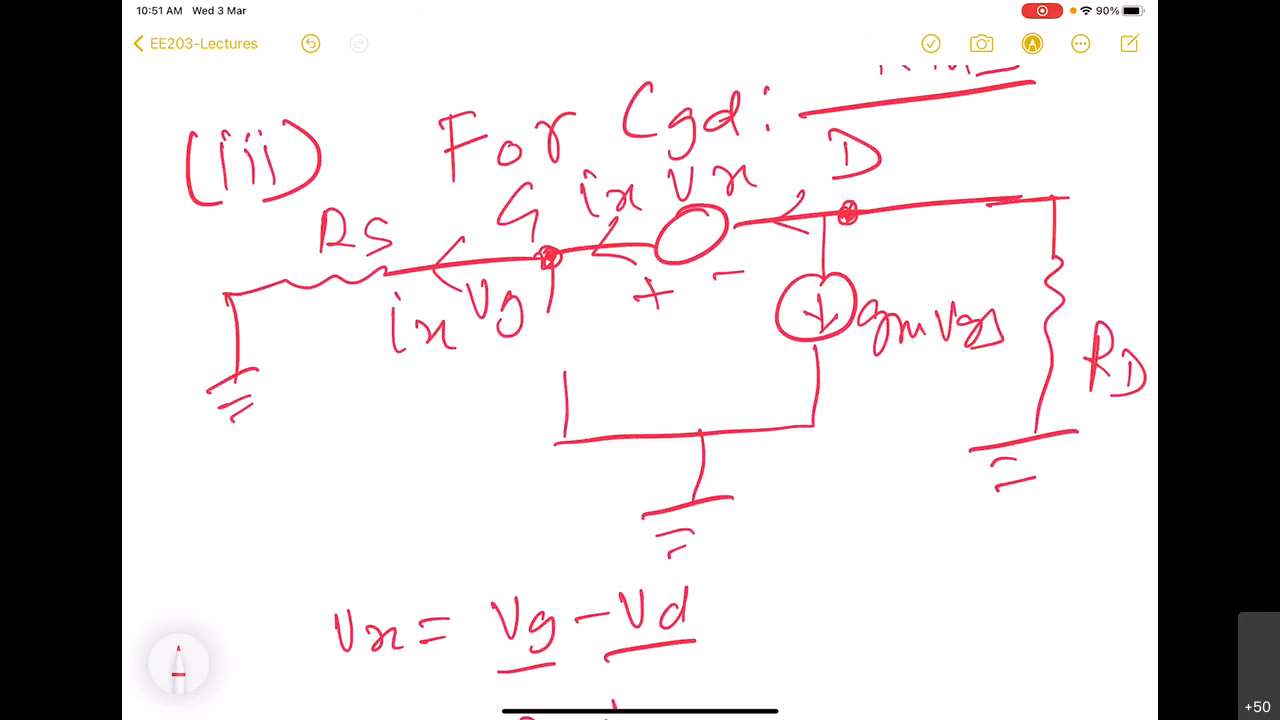 10:51 AM Wed 3 Mar 90%
EE203-Lectures
(iii) For Cgd:
D
G ix Vx
RS
ix Vg + - gmVgs
RD
Vx = Vg - Vd
+50